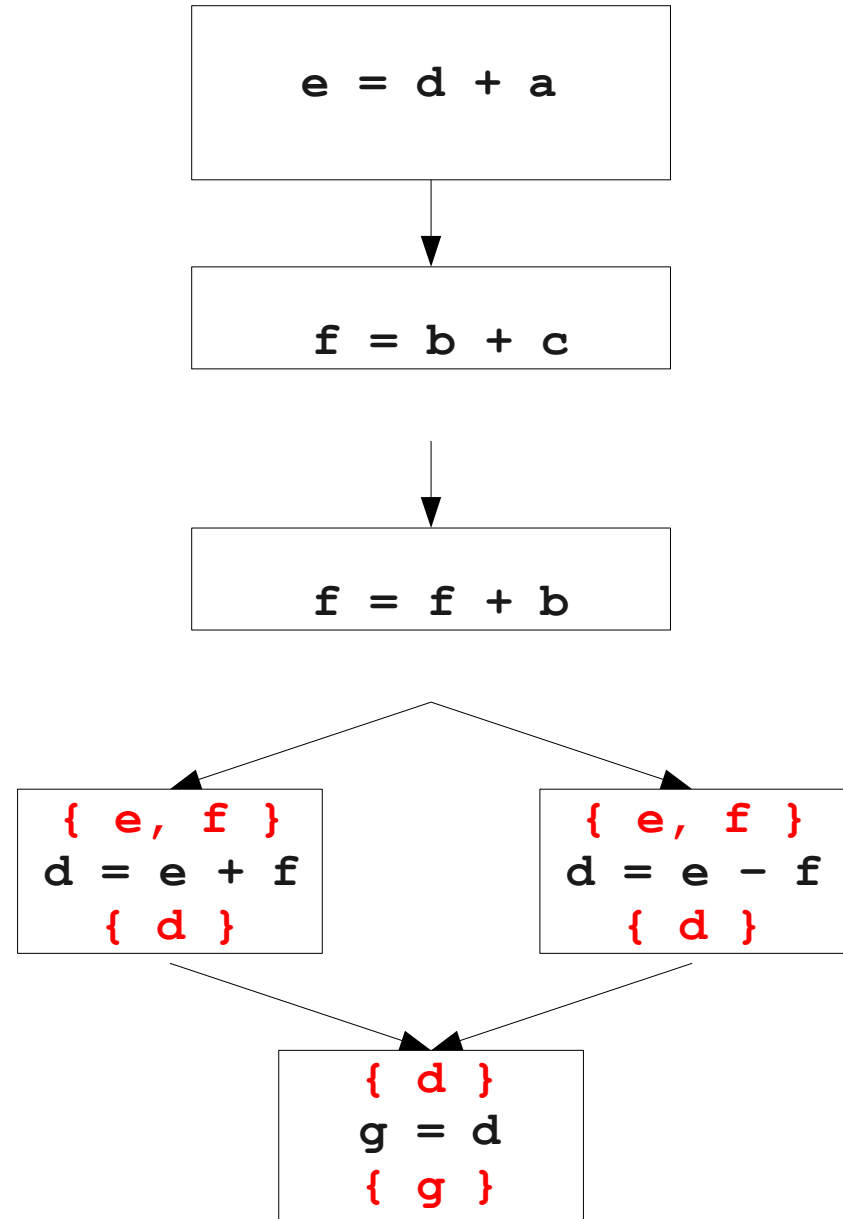 e = d + a
f = b + c
f = f + b
{ e, f }
d = e + f
{ d }
{ e, f }
d = e - f
{ d }
{ d }
g = d
{ g }